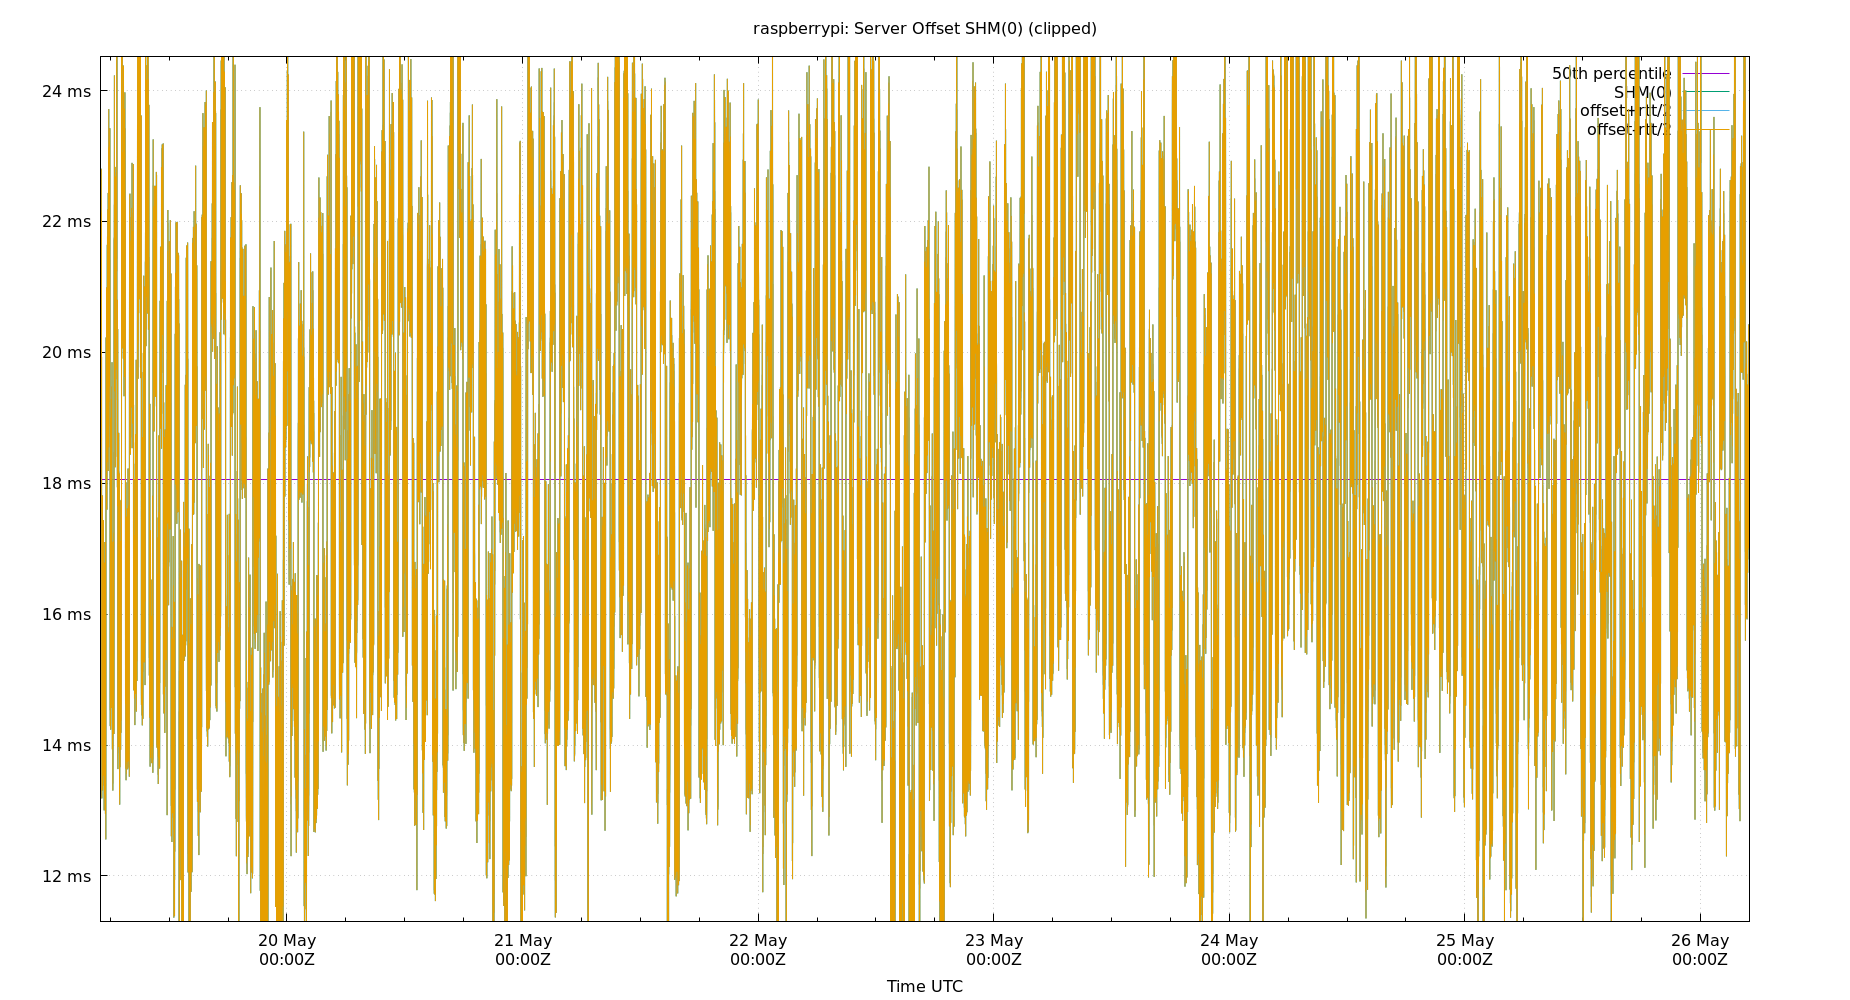 raspberrypi: Server Offset SHM(0) (clipped)
50th percentile
SHM(0)
offset+rtt/2
offset-rtt/2
24 ms
22 ms
20 ms
18 ms
16 ms
14 ms
12 ms
20 May 21 May 22 May 23 May 24 May 25 May 26 May
00:00Z 00:00Z 00:00Z 00:00Z 00:00Z 00:00Z 00:00Z
Time UTC